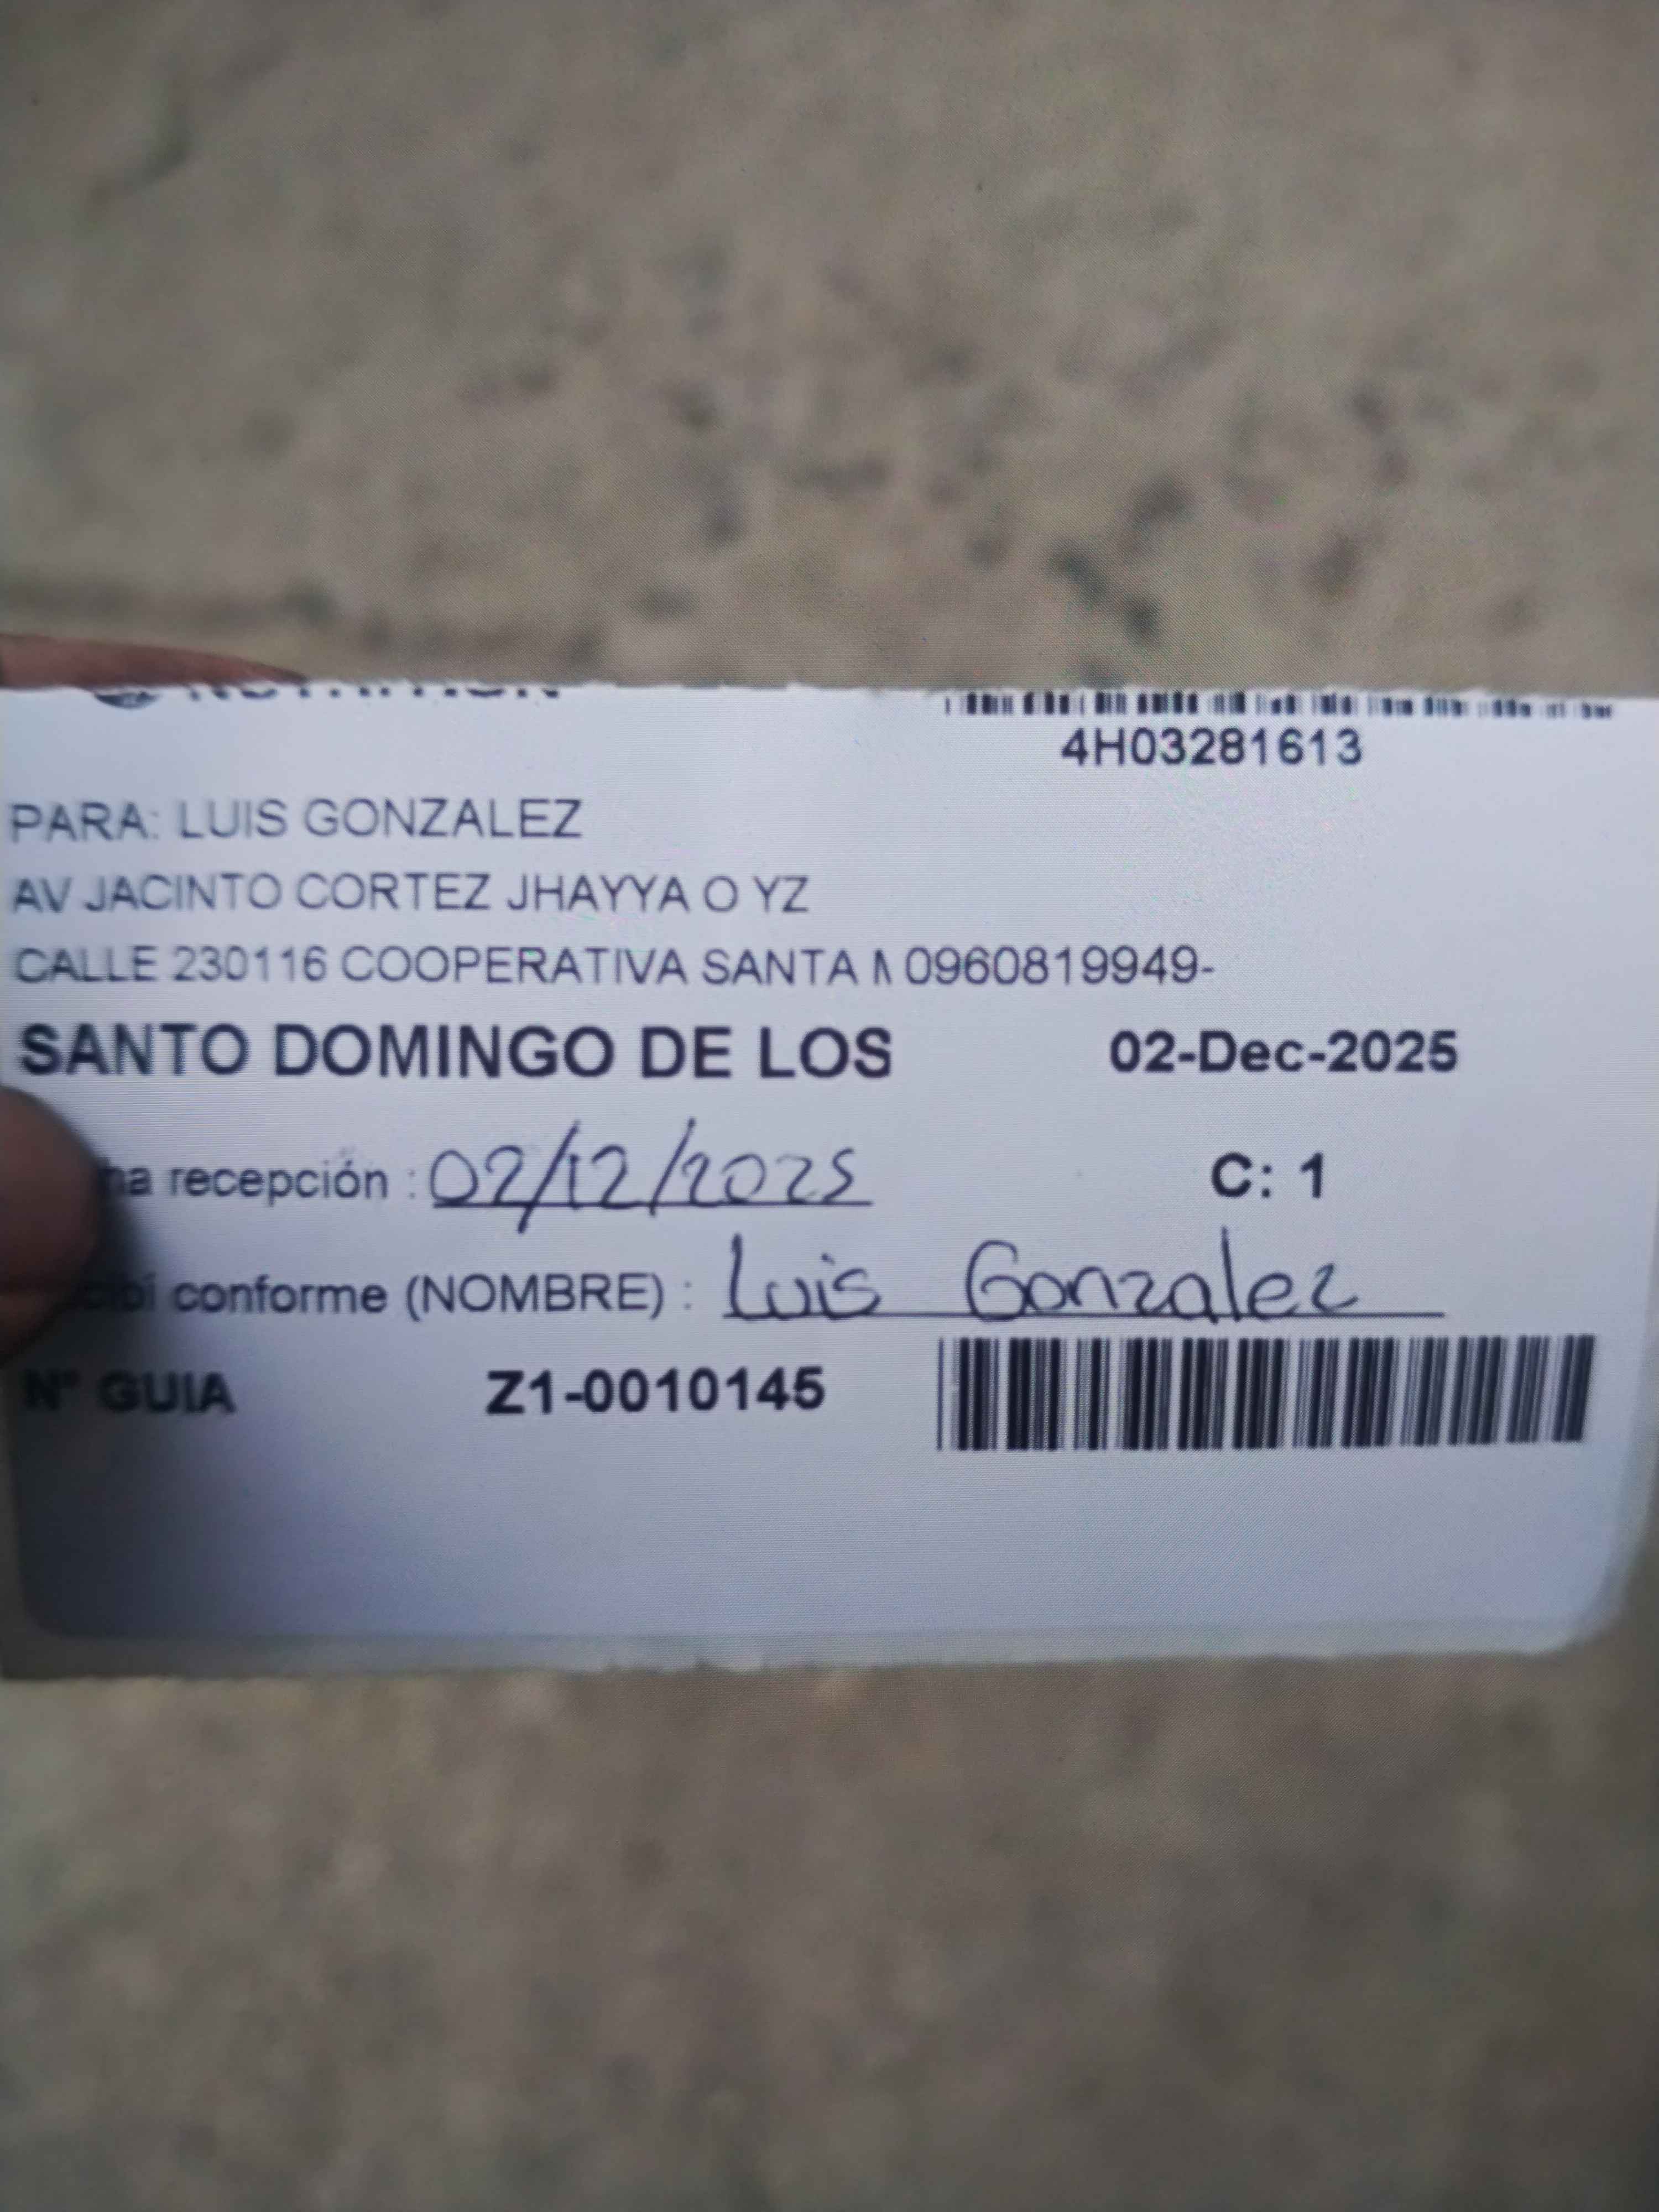 4H03281613
PARA: LUIS GONZALEZ
AV JACINTO CORTEZ JHAYYA O YZ
CALLE 230116 COOPERATIVA SANTA 0960819949-
SANTO DOMINGO DE LOS 02-Dec-2025
recepción : 02/12/2025 C: 1
conforme (NOMBRE) : Luis Gonzalez
N° GUIA Z1-0010145